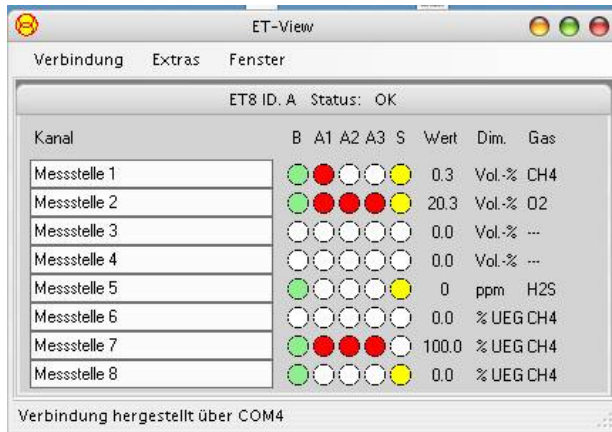 ET-View
Verbindung Extras Fenster
ET8 ID. A Status: OK
Kanal B A1 A2 A3 S Wert Dim. Gas
Messstelle 1 0.3 Vol.-% CH4
Messstelle 2 20.3 Vol.-% O2
Messstelle 3 0.0 Vol.-% ---
Messstelle 4 0.0 Vol.-% ---
Messstelle 5 0 ppm H2S
Messstelle 6 0.0 % UEG CH4
Messstelle 7 100.0 % UEG CH4
Messstelle 8 0.0 % UEG CH4
Verbindung hergestellt über COM4